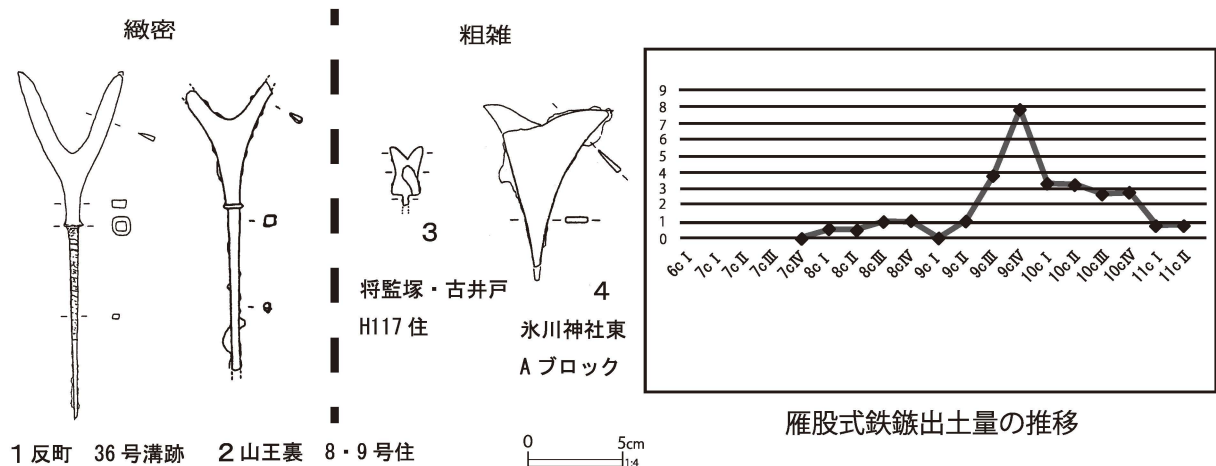 緻密
粗雑
3
将監塚・古井戸
H117 住
4
氷川神社東
A ブロック
1 反町 36 号溝跡
2 山王裏 8・9 号住
0 5cm
1:4
9
8
7
6
5
4
3
2
1
0
6c I
7c I
7c II
7c III
7c IV
8c I
8c II
8c III
8c IV
9c I
9c II
9c III
9c IV
10c I
10c II
10c III
10c IV
11c I
11c II
雁股式鉄鏃出土量の推移